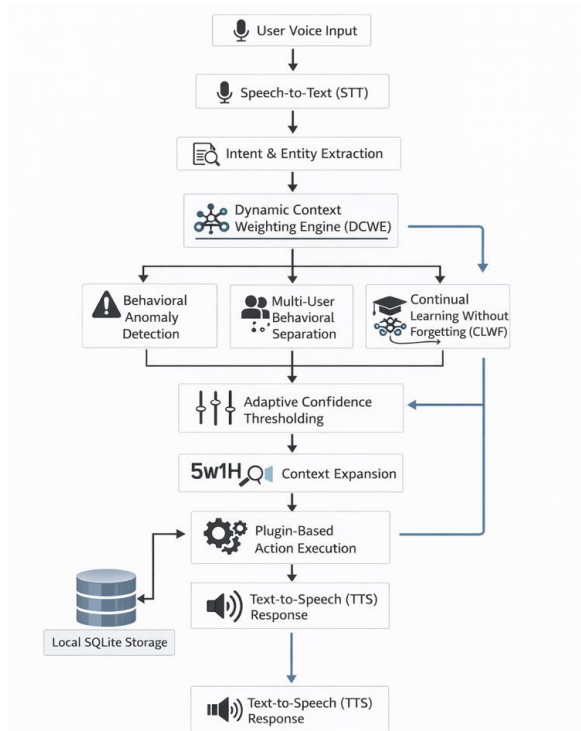 User Voice Input
Speech-to-Text (STT)
Intent & Entity Extraction
Dynamic Context
Weighting Engine (DCWE)
Behavioral
Anomaly
Detection
Multi-User
Behavioral
Separation
Continual
Learning Without
Forgetting (CLWF)
Adaptive Confidence
Thresholding
5w1H Context Expansion
Plugin-Based
Action Execution
Text-to-Speech (TTS)
Response
Local SQLite Storage
Text-to-Speech (TTS)
Response